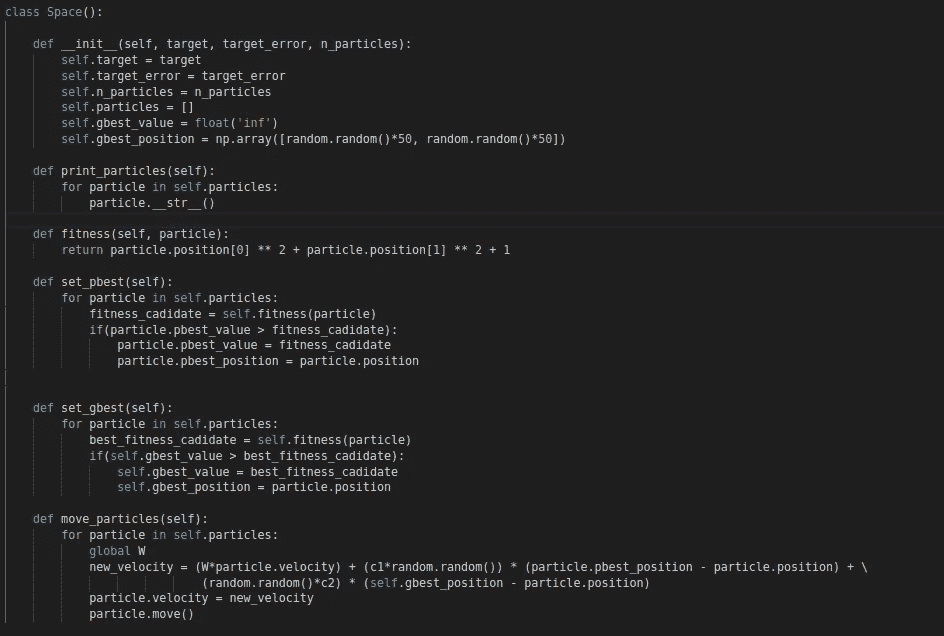 class Space():
def __init__(self, target, target_error, n_particles):
self.target = target
self.target_error = target_error
self.n_particles = n_particles
self.particles = []
self.gbest_value = float('inf')
self.gbest_position = np.array([random.random()*50, random.random()*50])
def print_particles(self):
for particle in self.particles:
particle.__str__()
def fitness(self, particle):
return particle.position[0] ** 2 + particle.position[1] ** 2 + 1
def set_pbest(self):
for particle in self.particles:
fitness_cadidate = self.fitness(particle)
if(particle.pbest_value > fitness_cadidate):
particle.pbest_value = fitness_cadidate
particle.pbest_position = particle.position
def set_gbest(self):
for particle in self.particles:
best_fitness_cadidate = self.fitness(particle)
if(self.gbest_value > best_fitness_cadidate):
self.gbest_value = best_fitness_cadidate
self.gbest_position = particle.position
def move_particles(self):
for particle in self.particles:
global W
new_velocity = (W*particle.velocity) + (c1*random.random()) * (particle.pbest_position - particle.position) + \
(random.random()*c2) * (self.gbest_position - particle.position)
particle.velocity = new_velocity
particle.move()